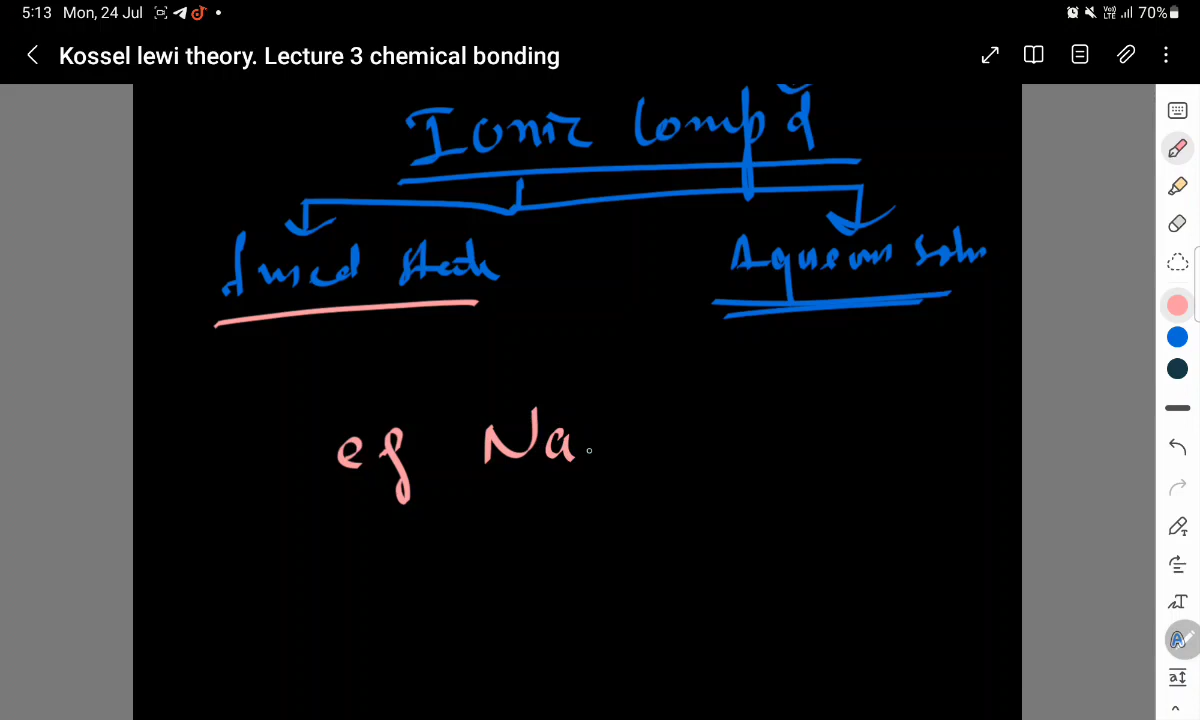 5:13 Mon, 24 Jul
70%
Kossel lewi theory. Lecture 3 chemical bonding
Ionic Compd
fused state Aqueous soln
eg Na